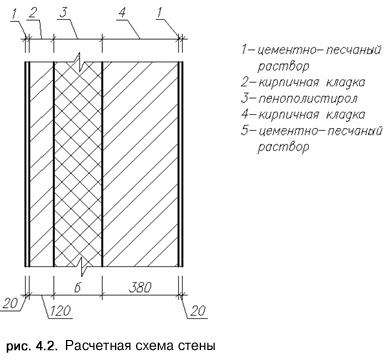 1 2 3 4 1
1-цементно-песчаный
раствор
2-кирпичная кладка
3-пенополистирол
4-кирпичная кладка
5-цементно-песчаный
раствор
20 120 б 380 20
рис. 4.2. Расчетная схема стены